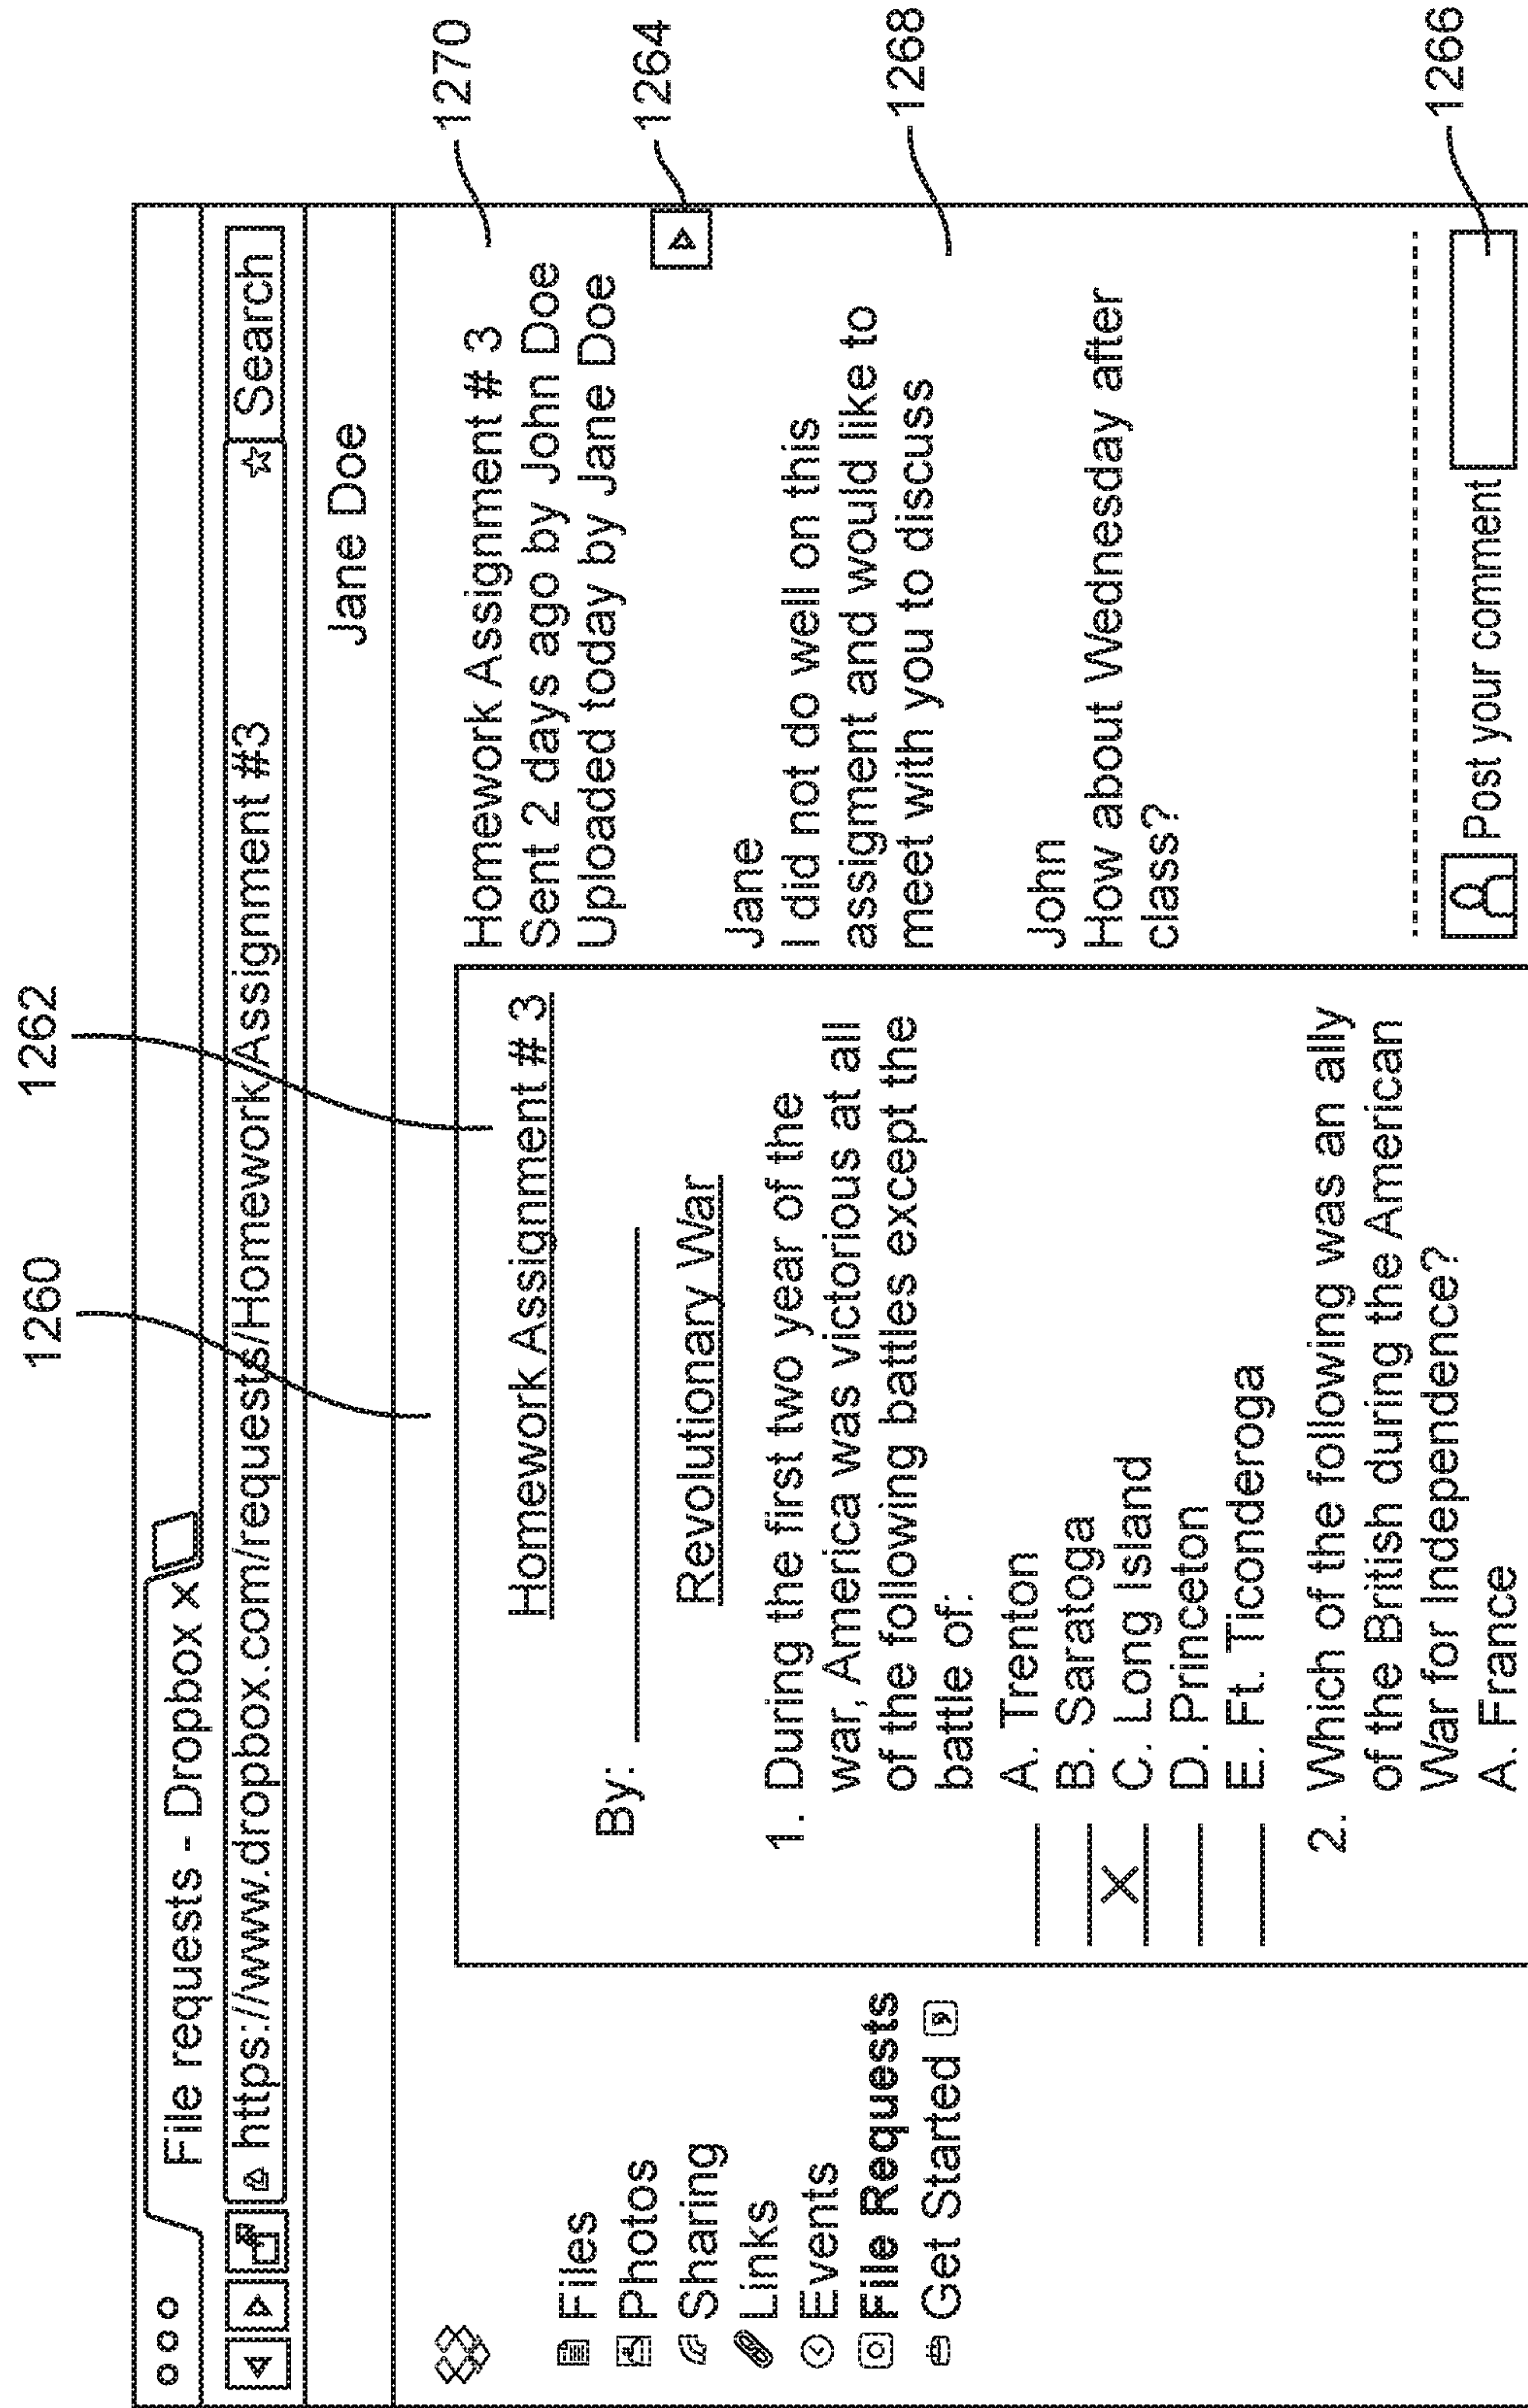 1260
1262
File requests - Dropbox X
https://www.dropbox.com/requests/HomeworkAssignment #3
Search
Jane Doe
Files
Photos
Sharing
Links
Events
File Requests
Get Started
Homework Assignment # 3
By:
Revolutionary War
1. During the first two year of the
war, America was victorious at all
of the following battles except the
battle of:
A. Trenton
B. Saratoga
X C. Long Island
D. Princeton
E. Ft. Ticonderoga
2. Which of the following was an ally
of the British during the American
War for Independence?
A. France
Homework Assignment # 3
Sent 2 days ago by John Doe
Uploaded today by Jane Doe
1270
1264
Jane
I did not do well on this
assigment and would like to
meet with you to discuss
1268
John
How about Wednesday after
class?
Post your comment
1266